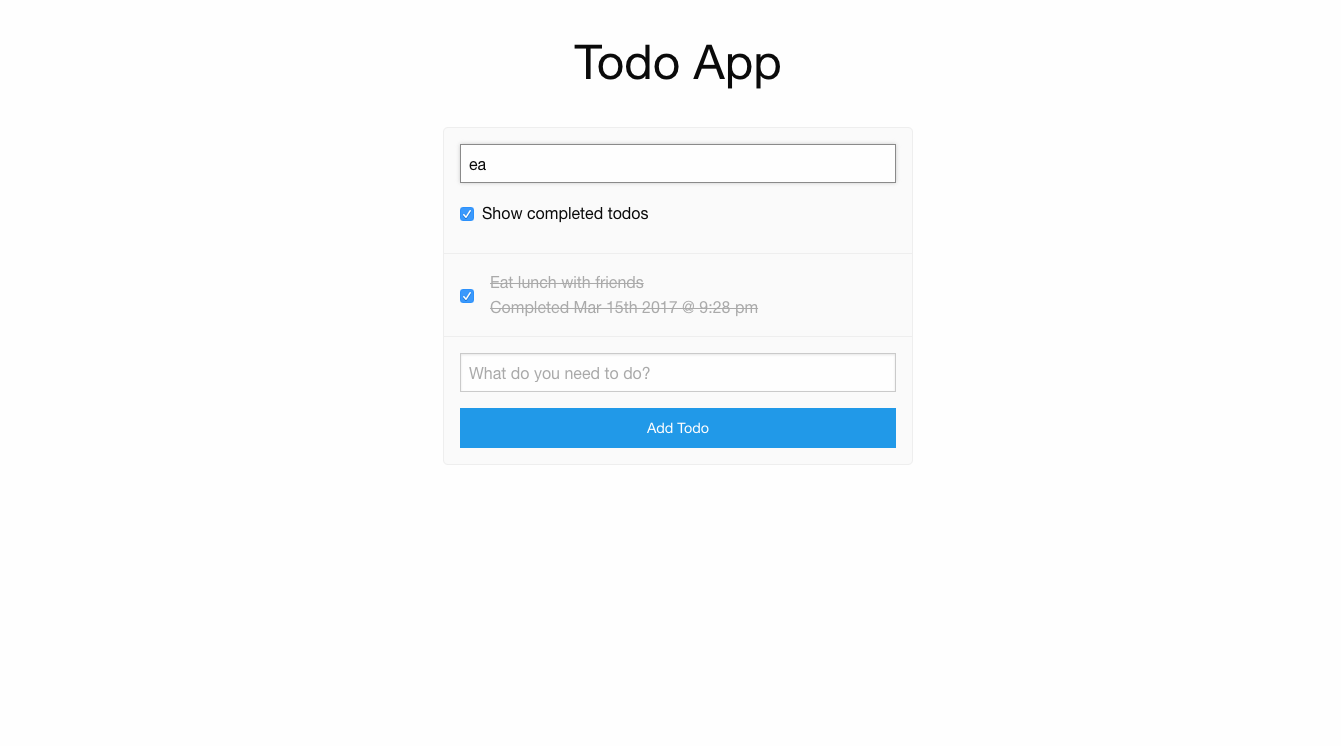 Todo App
ea
Show completed todos
Eat lunch with friends
Completed Mar 15th 2017 @ 9:28 pm
What do you need to do?
Add Todo